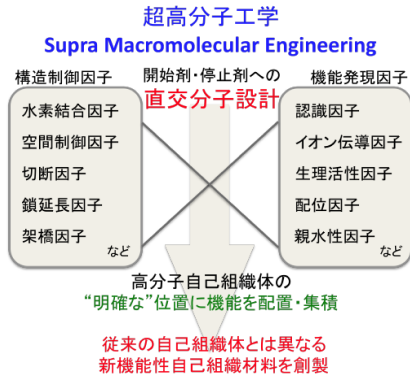 超高分子工学
Supra Macromolecular Engineering
構造制御因子
開始剤・停止剤への
機能発現因子
直交分子設計
水素結合因子
空間制御因子
切断因子
鎖延長因子
架橋因子
など
認識因子
イオン伝導因子
生理活性因子
配位因子
親水性因子
など
高分子自己組織体の
“明確な”位置に機能を配置・集積
従来の自己組織体とは異なる
新機能性自己組織材料を創製